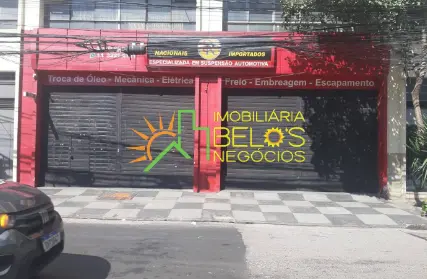 NACIONAIS IMPORTADOS
ESPECIALIZADA EM SUSPENSÃO AUTOMOTIVA
Troca de Óleo - Mecânica - Elétrica Freio - Embreagem - Escapamento
IMOBILIÁRIA
BELO'S
NEGÓCIOS